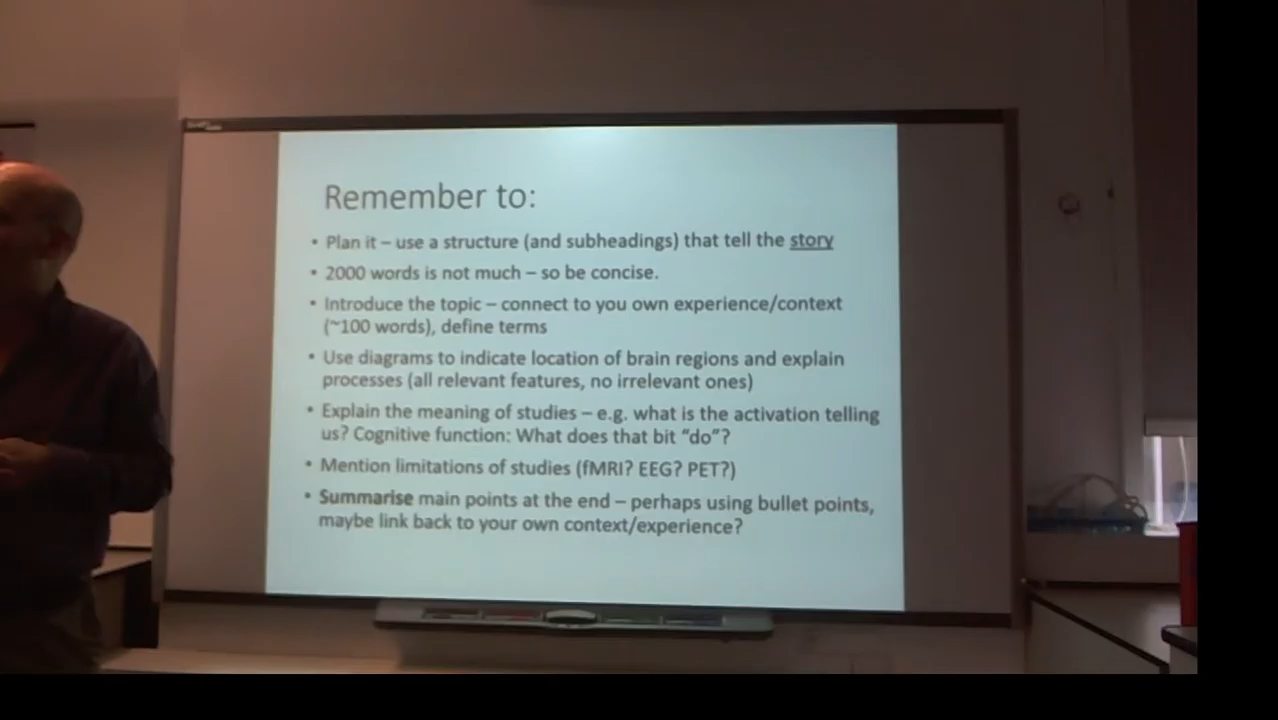 Remember to:
• Plan it – use a structure (and subheadings) that tell the story
• 2000 words is not much – so be concise.
• Introduce the topic – connect to you own experience/context
(~100 words), define terms
• Use diagrams to indicate location of brain regions and explain
processes (all relevant features, no irrelevant ones)
• Explain the meaning of studies – e.g. what is the activation telling
us? Cognitive function: What does that bit “do”?
• Mention limitations of studies (fMRI? EEG? PET?)
• Summarise main points at the end – perhaps using bullet points,
maybe link back to your own context/experience?